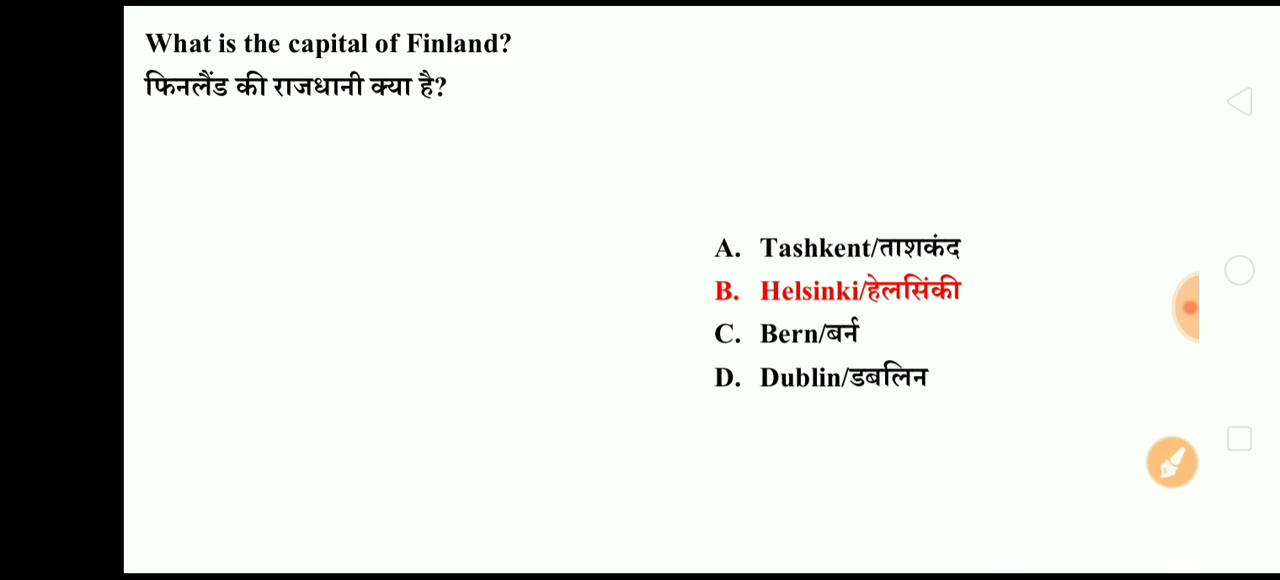 What is the capital of Finland?
फिनलैंड की राजधानी क्या है?
A. Tashkent/ताशकंद
B. Helsinki/हेलसिंकी
C. Bern/बर्न
D. Dublin/डबलिन